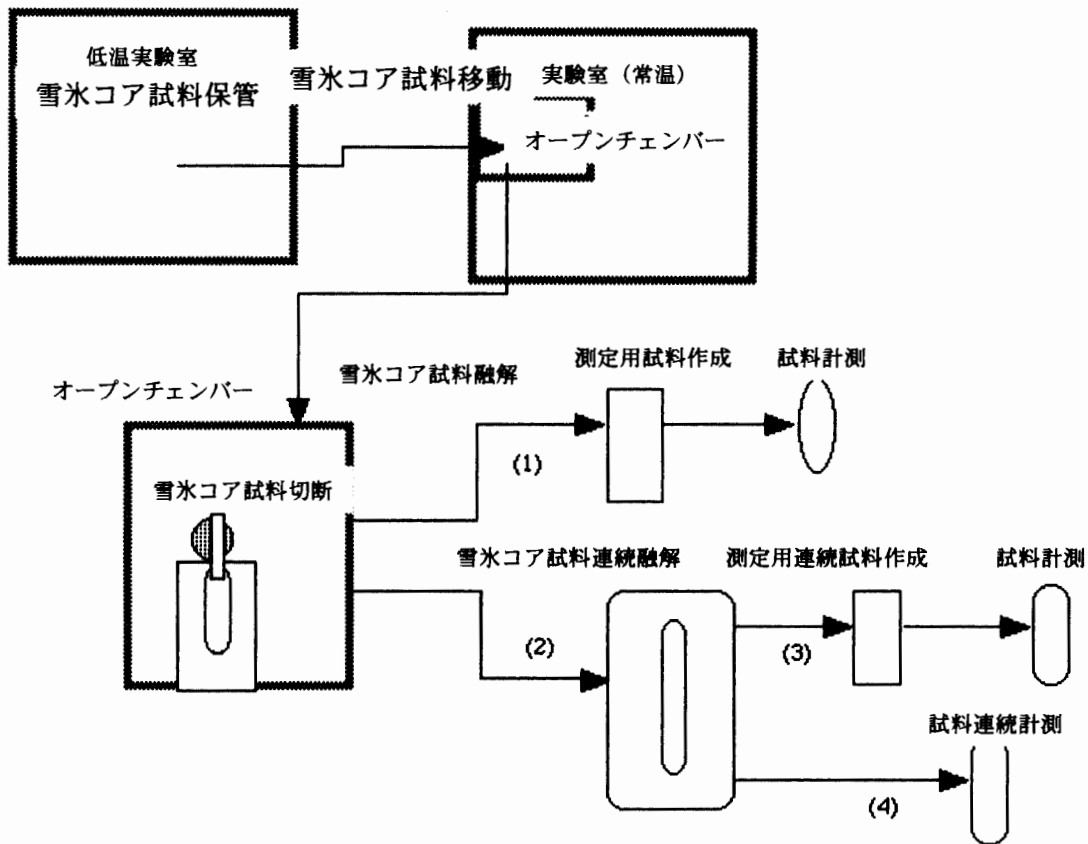 低温実験室
雪氷コア試料保管
雪氷コア試料移動
実験室（常温）
オープンチェンバー
オープンチェンバー
雪氷コア試料融解
測定用試料作成
試料計測
(1)
雪氷コア試料切断
雪氷コア試料連続融解
測定用連続試料作成
試料計測
(2)
(3)
試料連続計測
(4)